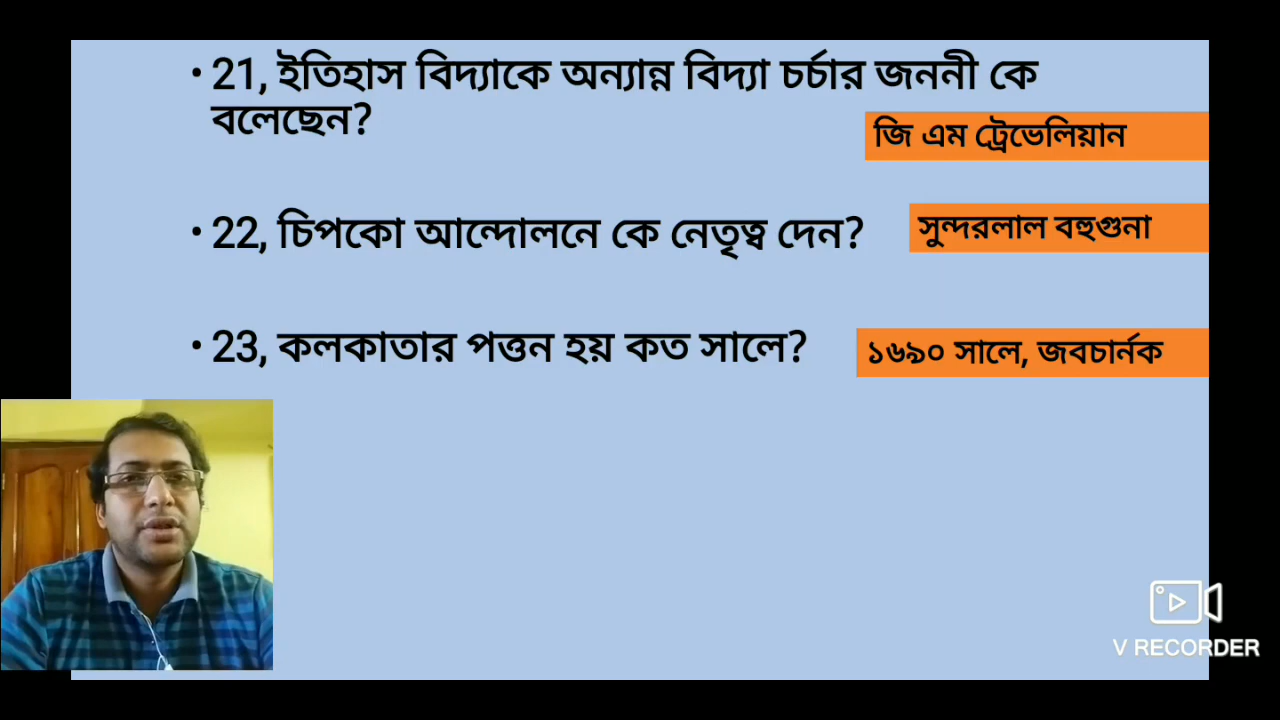 • 21, ইতিহাস বিদ্যাকে অন্যান্ন বিদ্যা চর্চার জননী কে
বলেছেন?
জি এম ট্রেভেলিয়ান
• 22, চিপকো আন্দোলনে কে নেতৃত্ব দেন?
সুন্দরলাল বহুগুনা
• 23, কলকাতার পত্তন হয় কত সালে?
১৬৯০ সালে, জবচার্নক
V RECORDER